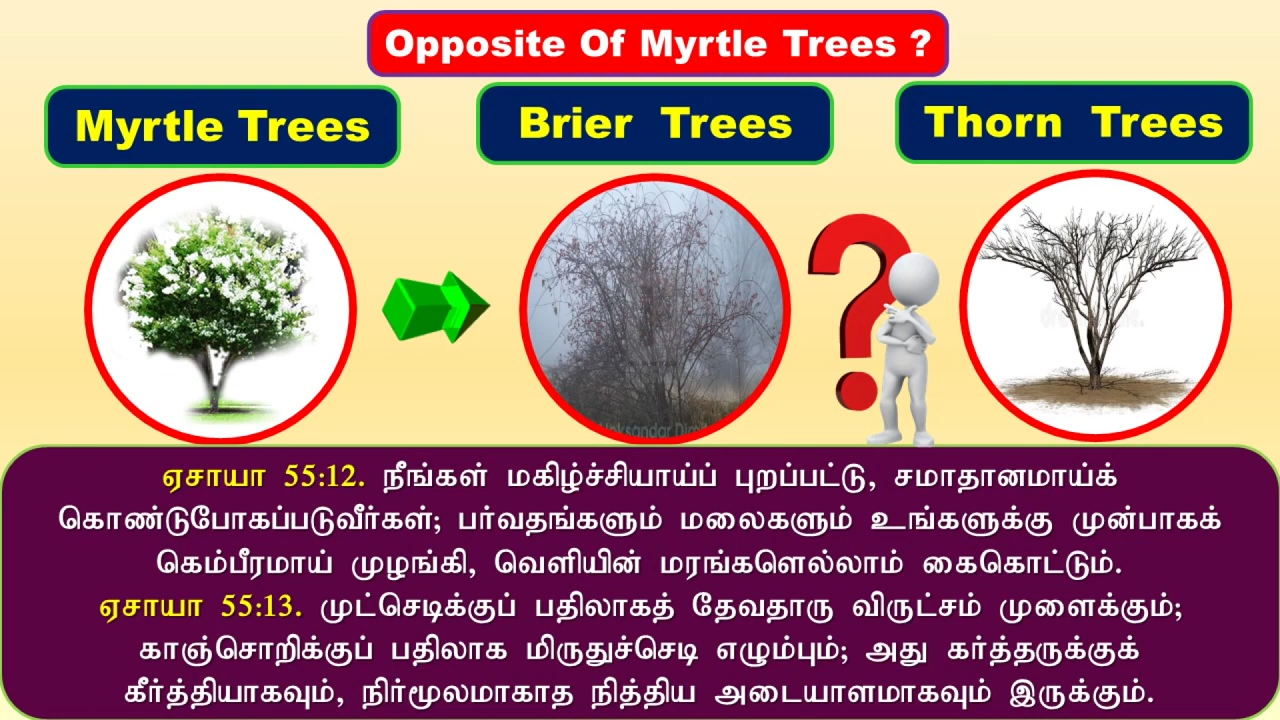 Opposite Of Myrtle Trees ?
Myrtle Trees
Brier Trees
Thorn Trees
ஏசாயா 55:12. நீங்கள் மகிழ்ச்சியாய்ப் புறப்பட்டு, சமாதானமாய்க்
கொண்டுபோகப்படுவீர்கள்; பர்வதங்களும் மலைகளும் உங்களுக்கு முன்பாகக்
கெம்பீரமாய் முழங்கி, வெளியின் மரங்களெல்லாம் கைகொட்டும்.
ஏசாயா 55:13. முட்செடிக்குப் பதிலாகத் தேவதாரு விருட்சம் முளைக்கும்;
காஞ்சொறிக்குப் பதிலாக மிருதுச்செடி எழும்பும்; அது கர்த்தருக்குக்
கீர்த்தியாகவும், நிர்மூலமாகாத நித்திய அடையாளமாகவும் இருக்கும்.